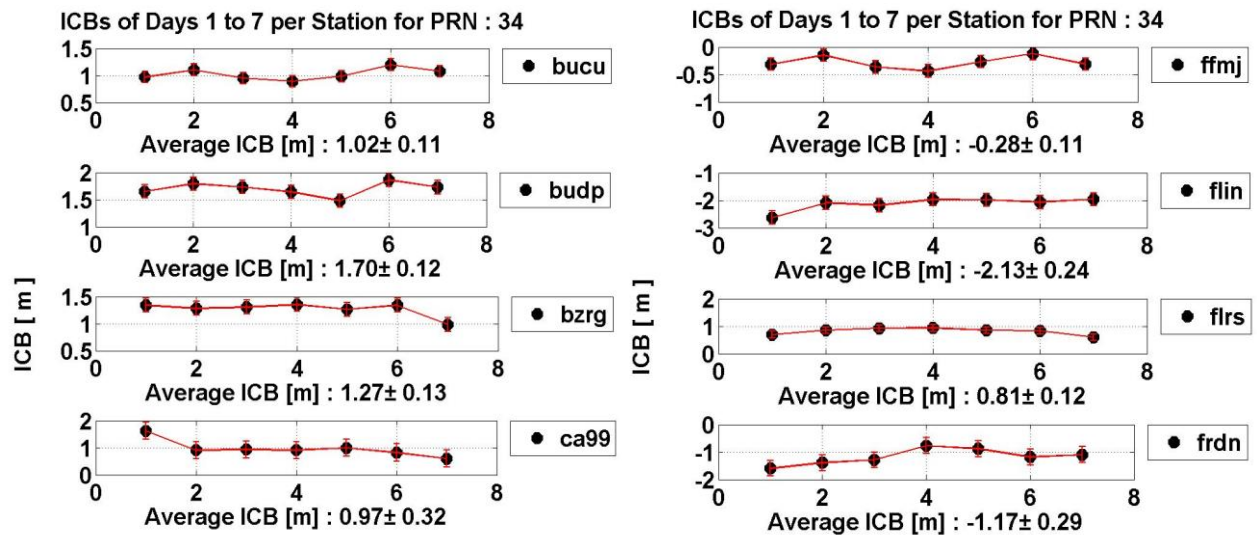 ICBs of Days 1 to 7 per Station for PRN : 34
1.5
1
0.5
0 2 4 6 8
bucu
Average ICB [m] : 1.02± 0.11
2
1.5
1
0 2 4 6 8
budp
Average ICB [m] : 1.70± 0.12
ICB [ m ]
1.5
1
0.5
0 2 4 6 8
bzrg
Average ICB [m] : 1.27± 0.13
2
1
0
0 2 4 6 8
ca99
Average ICB [m] : 0.97± 0.32
ICBs of Days 1 to 7 per Station for PRN : 34
0
-0.5
-1
0 2 4 6 8
ffmj
Average ICB [m] : -0.28± 0.11
-1
-2
-3
0 2 4 6 8
flin
Average ICB [m] : -2.13± 0.24
ICB [ m ]
2
1
0
0 2 4 6 8
flrs
Average ICB [m] : 0.81± 0.12
0
-1
-2
0 2 4 6 8
frdn
Average ICB [m] : -1.17± 0.29